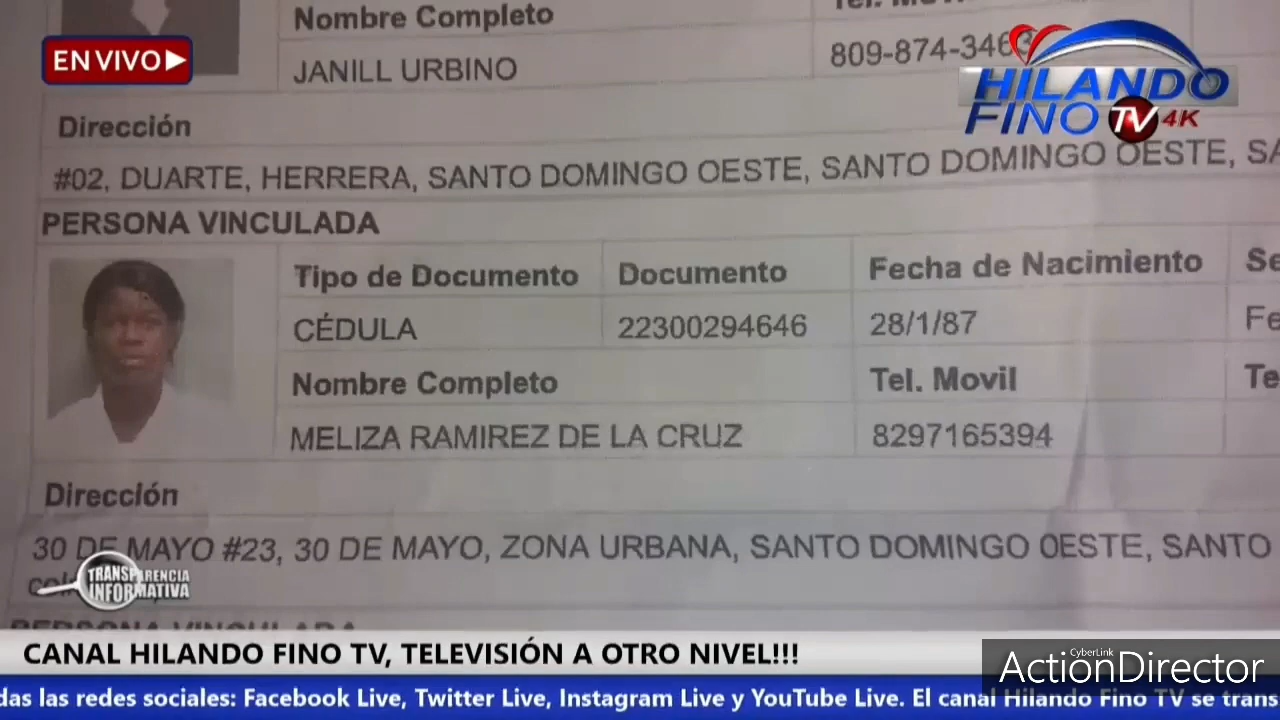 Nombre Completo
EN VIVO
JANILL URBINO
809-874-346
HILANDO
FINO TV 4K
Dirección
#02, DUARTE, HERRERA, SANTO DOMINGO OESTE, SANTO DOMINGO OESTE, SA
PERSONA VINCULADA
Tipo de Documento Documento Fecha de Nacimiento Se
CÉDULA 22300294646 28/1/87 Fe
Nombre Completo Tel. Movil Te
MELIZA RAMIREZ DE LA CRUZ 8297165394
Dirección
30 DE MAYO #23, 30 DE MAYO, ZONA URBANA, SANTO DOMINGO OESTE, SANTO
TRANSPARENCIA
INFORMATIVA
PERSONA VINCULADA
CANAL HILANDO FINO TV, TELEVISIÓN A OTRO NIVEL!!!
CyberLink
ActionDirector
das las redes sociales: Facebook Live, Twitter Live, Instagram Live y YouTube Live. El canal Hilando Fino TV se trans